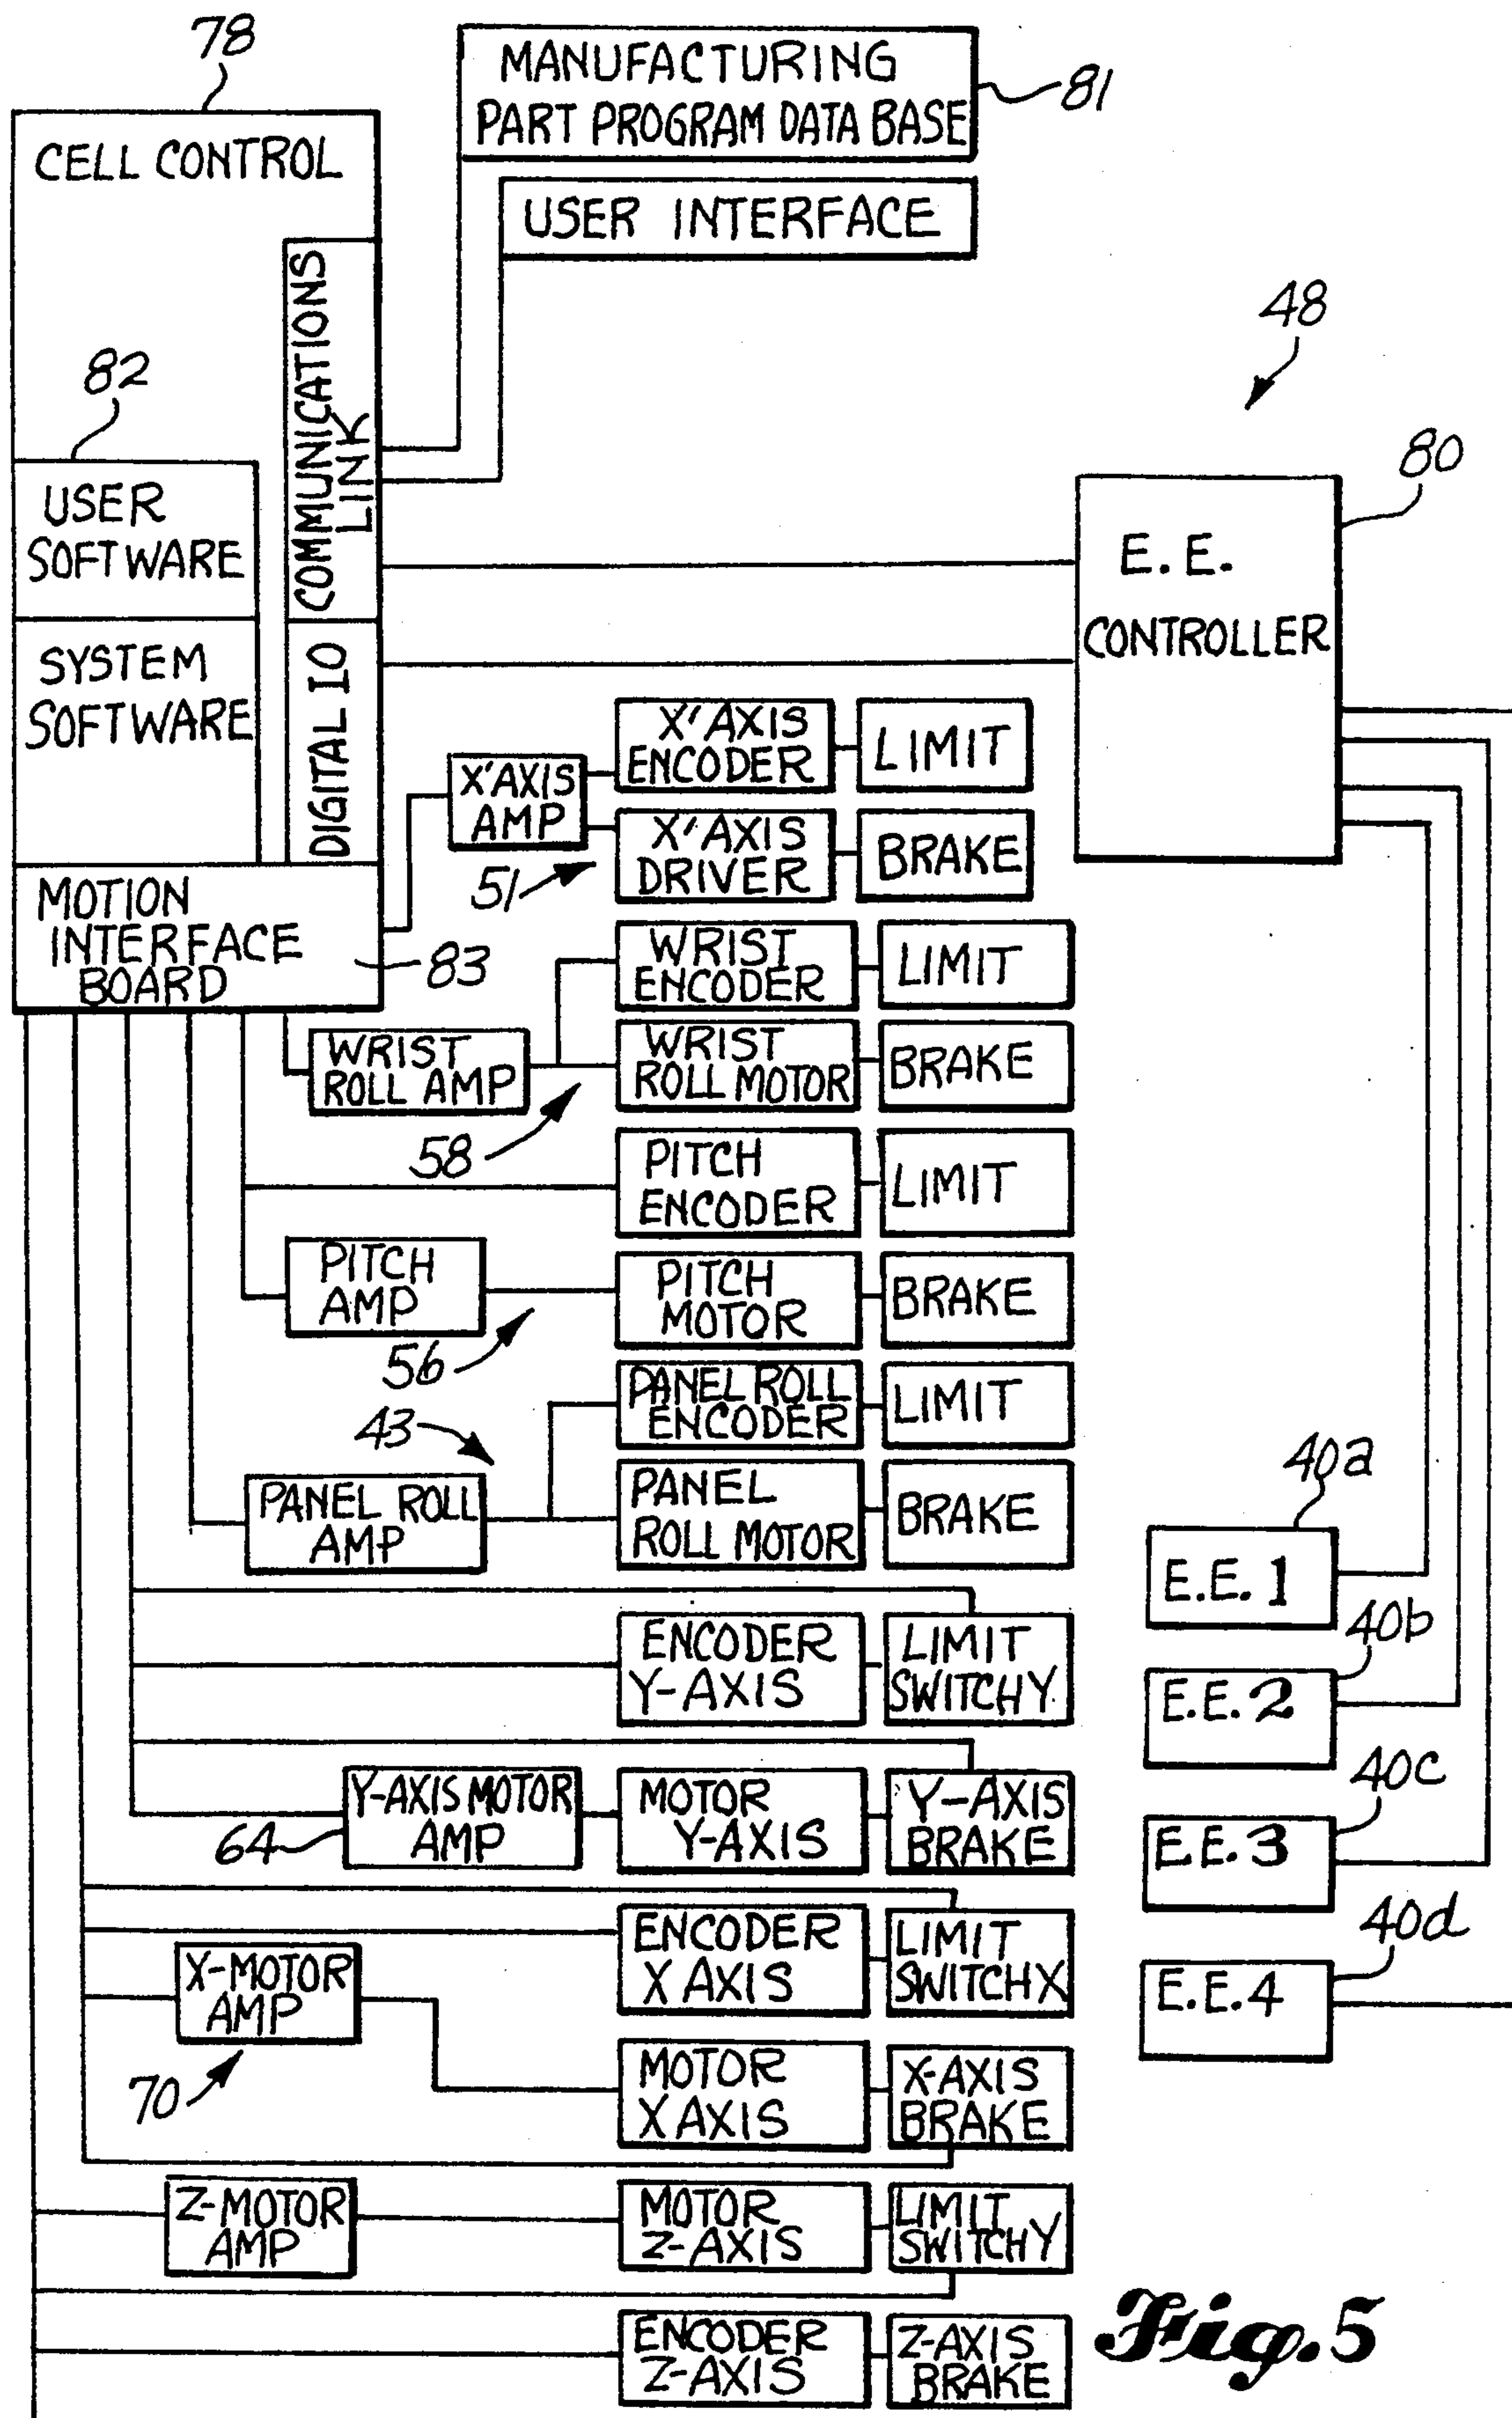 78
MANUFACTURING
PART PROGRAM DATA BASE
81
CELL CONTROL
USER INTERFACE
COMMUNICATIONS
LINK
48
82
80
USER
SOFTWARE
E. E.
CONTROLLER
SYSTEM
SOFTWARE
DIGITAL IO
X'AXIS
AMP
X'AXIS
ENCODER
LIMIT
X'AXIS
DRIVER
BRAKE
51
MOTION
INTERFACE
BOARD
83
WRIST
ENCODER
LIMIT
WRIST
ROLL AMP
WRIST
ROLL MOTOR
BRAKE
58
PITCH
ENCODER
LIMIT
PITCH
AMP
PITCH
MOTOR
BRAKE
56
PANEL ROLL
ENCODER
LIMIT
43
PANEL ROLL
AMP
PANEL
ROLL MOTOR
BRAKE
40a
E.E.1
ENCODER
Y-AXIS
LIMIT
SWITCHY
40b
E.E.2
Y-AXIS MOTOR
AMP
64
MOTOR
Y-AXIS
Y-AXIS
BRAKE
40c
E.E.3
ENCODER
X AXIS
LIMIT
SWITCHX
40d
E.E.4
X-MOTOR
AMP
70
MOTOR
X AXIS
X-AXIS
BRAKE
Z-MOTOR
AMP
MOTOR
Z-AXIS
LIMIT
SWITCHY
ENCODER
Z-AXIS
Z-AXIS
BRAKE
Fig. 5